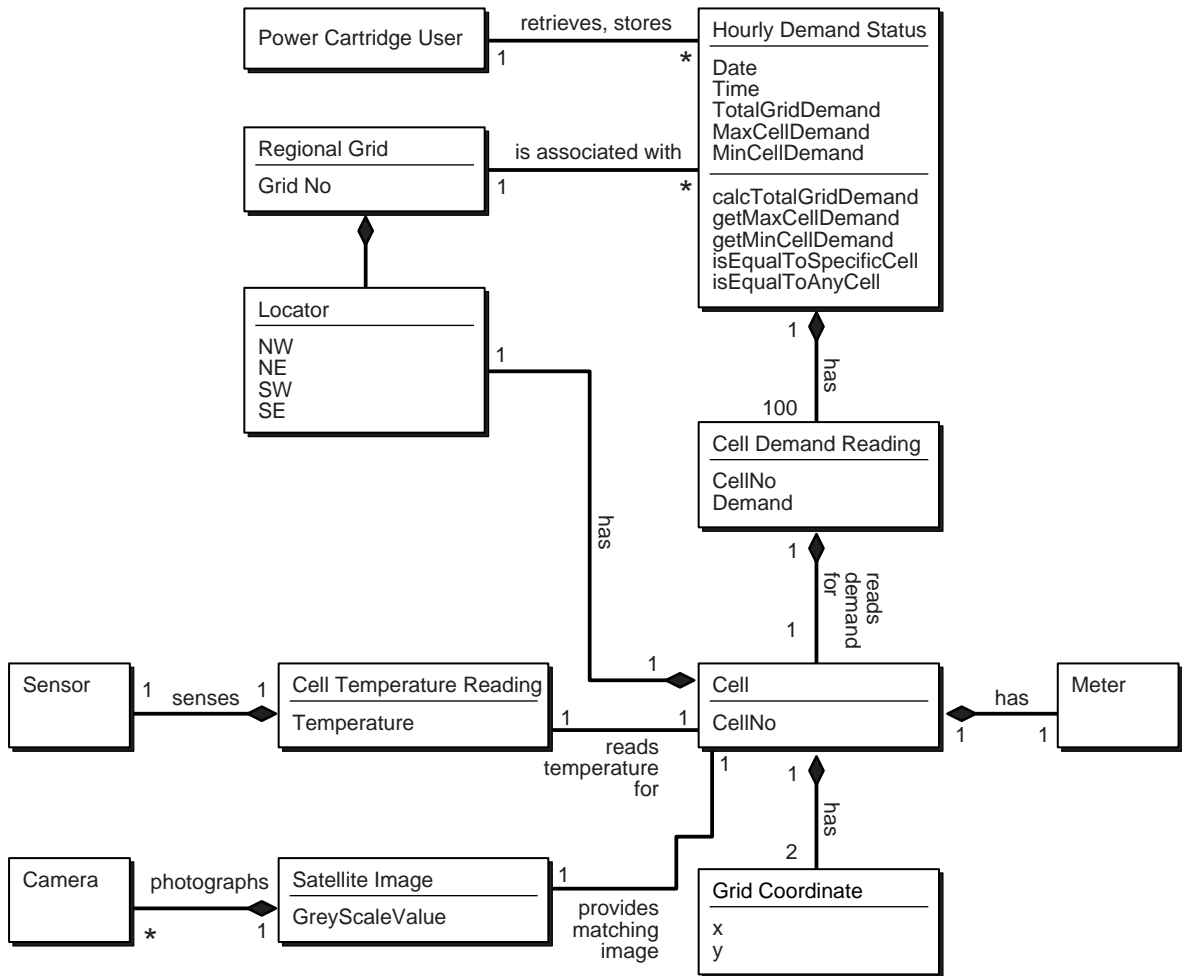 Power Cartridge User
retrieves, stores
1
*
Hourly Demand Status
Date
Time
TotalGridDemand
MaxCellDemand
MinCellDemand
calcTotalGridDemand
getMaxCellDemand
getMinCellDemand
isEqualToSpecificCell
isEqualToAnyCell
Regional Grid
Grid No
is associated with
1
*
Locator
NW
NE
SW
SE
1
has
1
1
has
100
Cell Demand Reading
CellNo
Demand
1
reads
demand
for
1
Sensor
1
senses
1
Cell Temperature Reading
Temperature
1
1
reads
temperature
for
Cell
CellNo
has
1
1
Meter
1
1
has
2
Camera
photographs
*
1
Satellite Image
GreyScaleValue
1
provides
matching
image
Grid Coordinate
x
y